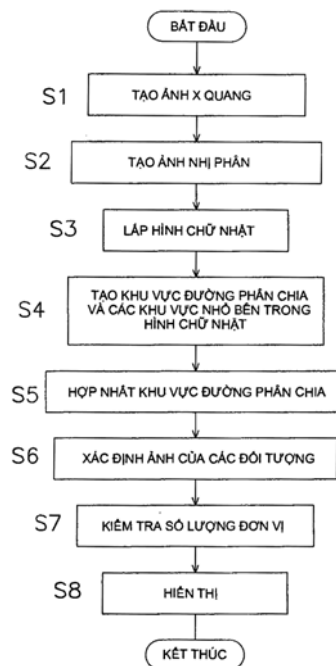 BẮT ĐẦU
S1
TẠO ẢNH X QUANG
S2
TẠO ẢNH NHỊ PHÂN
S3
LẮP HÌNH CHỮ NHẬT
S4
TẠO KHU VỰC ĐƯỜNG PHÂN CHIA
VÀ CÁC KHU VỰC NHỎ BÊN TRONG
HÌNH CHỮ NHẬT
S5
HỢP NHẤT KHU VỰC ĐƯỜNG PHÂN CHIA
S6
XÁC ĐỊNH ẢNH CỦA CÁC ĐỐI TƯỢNG
S7
KIỂM TRA SỐ LƯỢNG ĐƠN VỊ
S8
HIỂN THỊ
KẾT THÚC